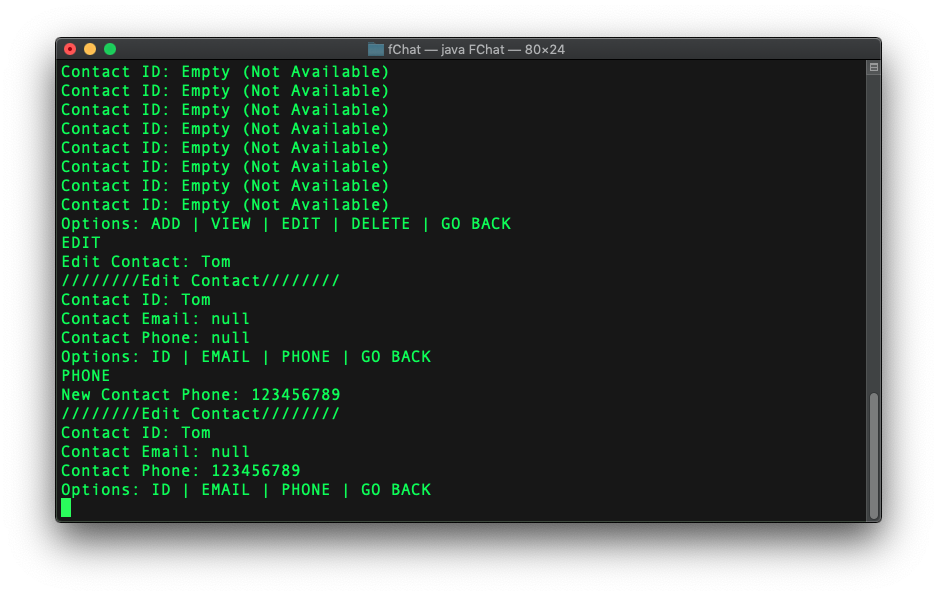 fChat — java FChat — 80×24
Contact ID: Empty (Not Available)
Contact ID: Empty (Not Available)
Contact ID: Empty (Not Available)
Contact ID: Empty (Not Available)
Contact ID: Empty (Not Available)
Contact ID: Empty (Not Available)
Contact ID: Empty (Not Available)
Contact ID: Empty (Not Available)
Options: ADD | VIEW | EDIT | DELETE | GO BACK
EDIT
Edit Contact: Tom
////////Edit Contact////////
Contact ID: Tom
Contact Email: null
Contact Phone: null
Options: ID | EMAIL | PHONE | GO BACK
PHONE
New Contact Phone: 123456789
////////Edit Contact////////
Contact ID: Tom
Contact Email: null
Contact Phone: 123456789
Options: ID | EMAIL | PHONE | GO BACK